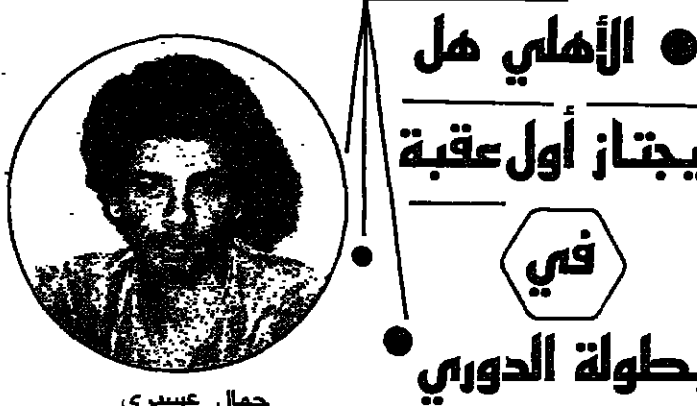 الأهلي هل
يجتاز أول عقبة
في
بطولة الدوري
جمال عسيري